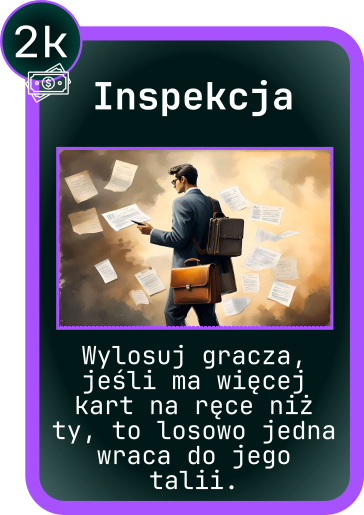 2k
Inspekcja
Wylosuj gracza,
jeśli ma więcej
kart na ręce niż
ty, to losowo jedna
wraca do jego
talii.